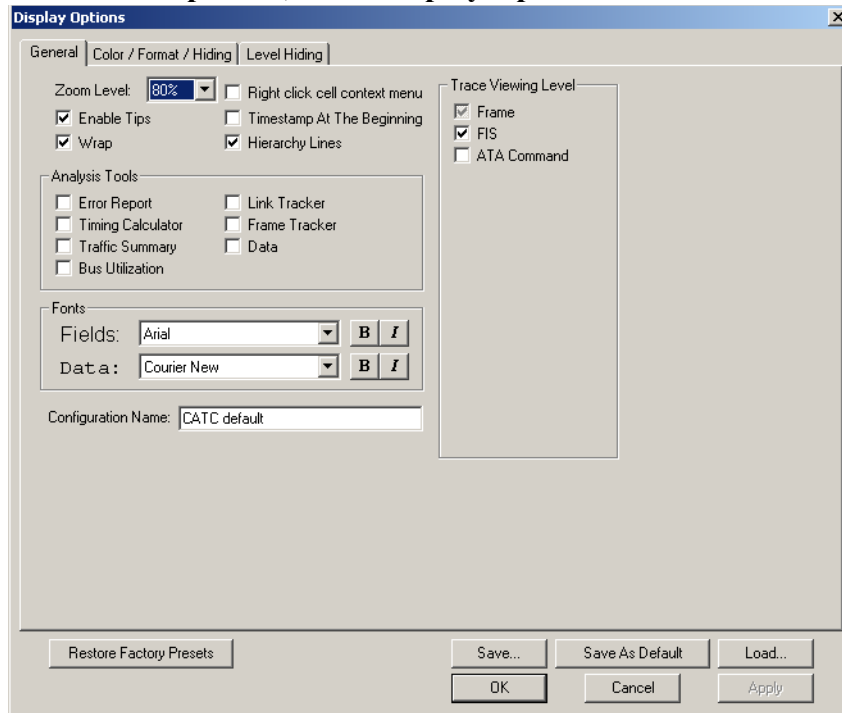 Display Options
General
Color / Format / Hiding
Level Hiding
Zoom Level: 80%
Right click cell context menu
Enable Tips
Timestamp At The Beginning
Wrap
Hierarchy Lines
Trace Viewing Level
Frame
FIS
ATA Command
Analysis Tools
Error Report
Link Tracker
Timing Calculator
Frame Tracker
Traffic Summary
Data
Bus Utilization
Fonts
Fields: Arial B I
Data: Courier New B I
Configuration Name: CATC default
Restore Factory Presets
Save...
Save As Default
Load...
OK
Cancel
Apply